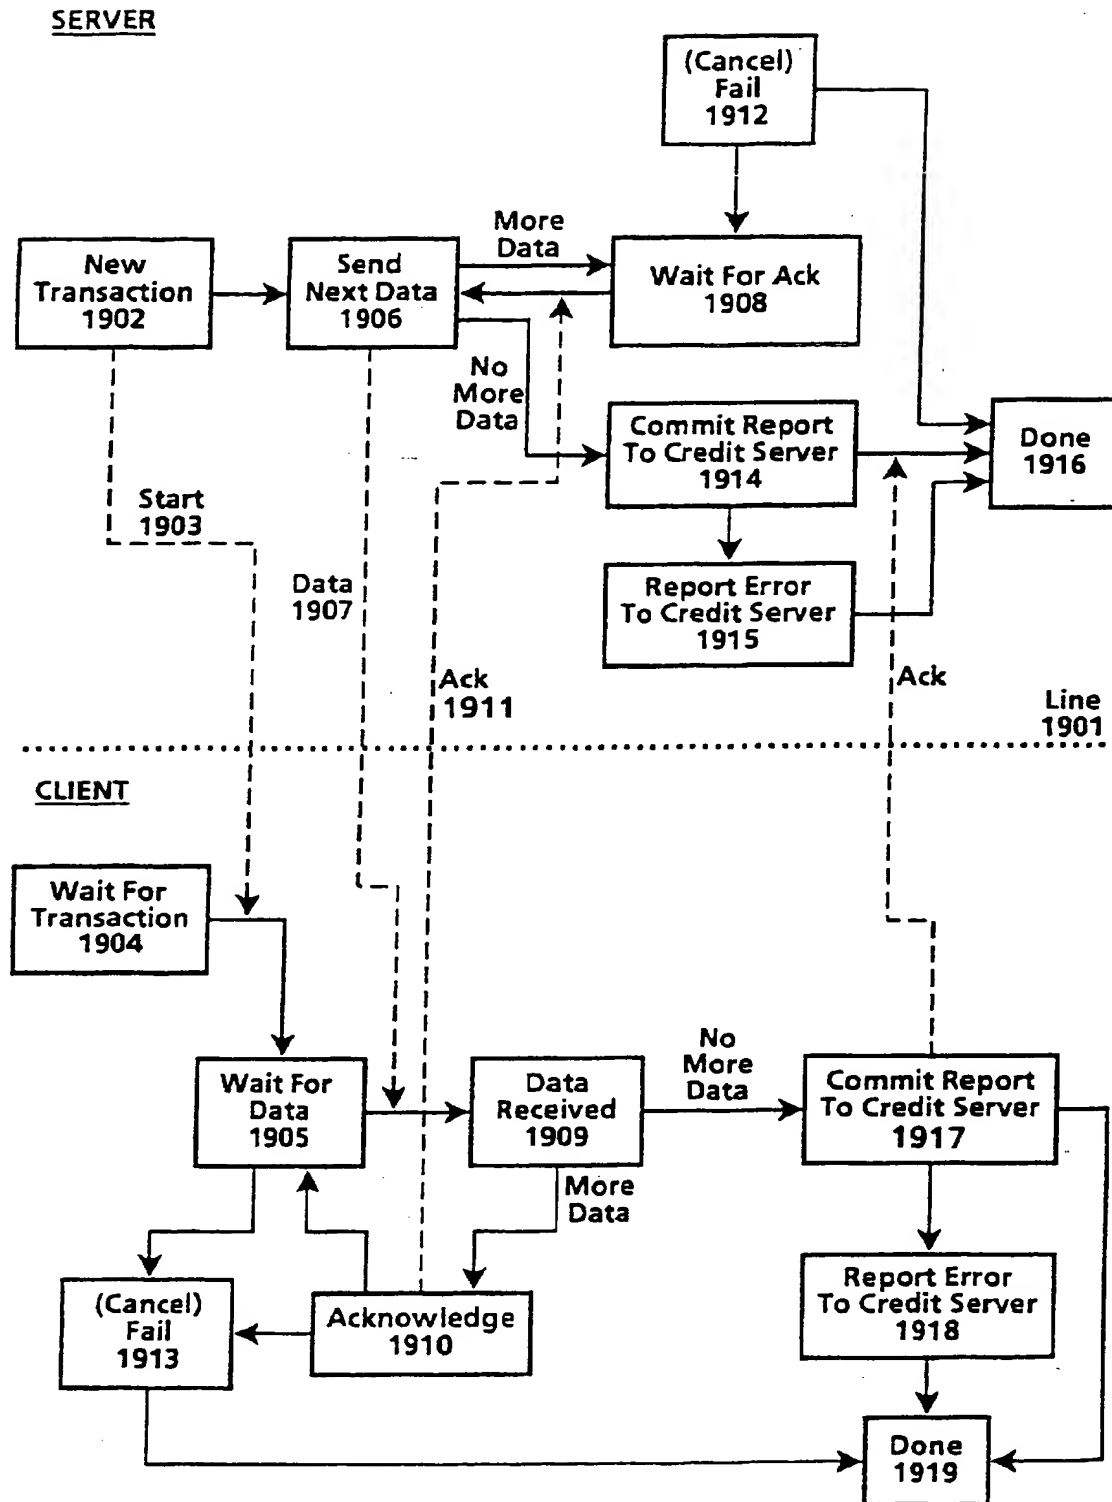 SERVER
(Cancel)
Fail
1912
More
Data
New
Transaction
1902
Send
Next Data
1906
Wait For Ack
1908
No
More
Data
Commit Report
To Credit Server
1914
Done
1916
Start
1903
Data
1907
Report Error
To Credit Server
1915
Ack
1911
Ack
Line
1901
CLIENT
Wait For
Transaction
1904
No
More
Data
Wait For
Data
1905
Data
Received
1909
Commit Report
To Credit Server
1917
More
Data
(Cancel)
Fail
1913
Acknowledge
1910
Report Error
To Credit Server
1918
Done
1919